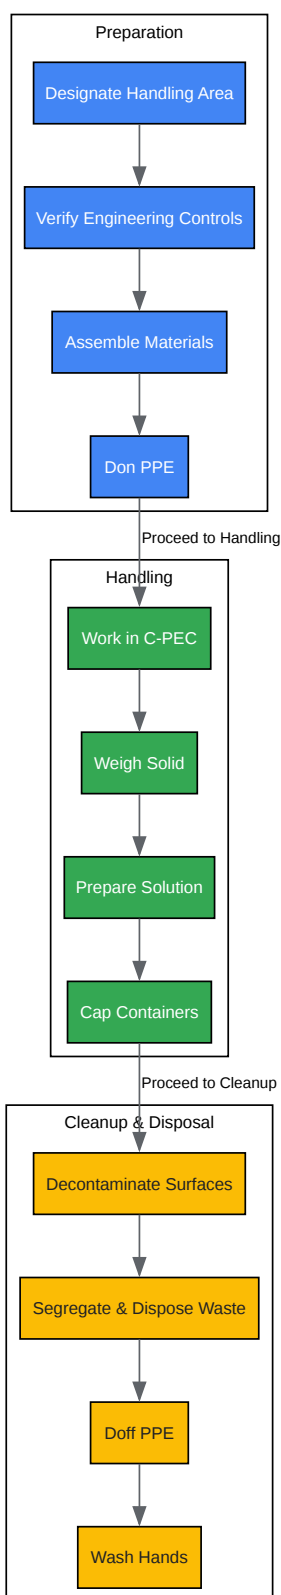 Preparation
Designate Handling Area
Verify Engineering Controls
Assemble Materials
Don PPE
Proceed to Handling
Handling
Work in C-PEC
Weigh Solid
Prepare Solution
Cap Containers
Proceed to Cleanup
Cleanup & Disposal
Decontaminate Surfaces
Segregate & Dispose Waste
Doff PPE
Wash Hands